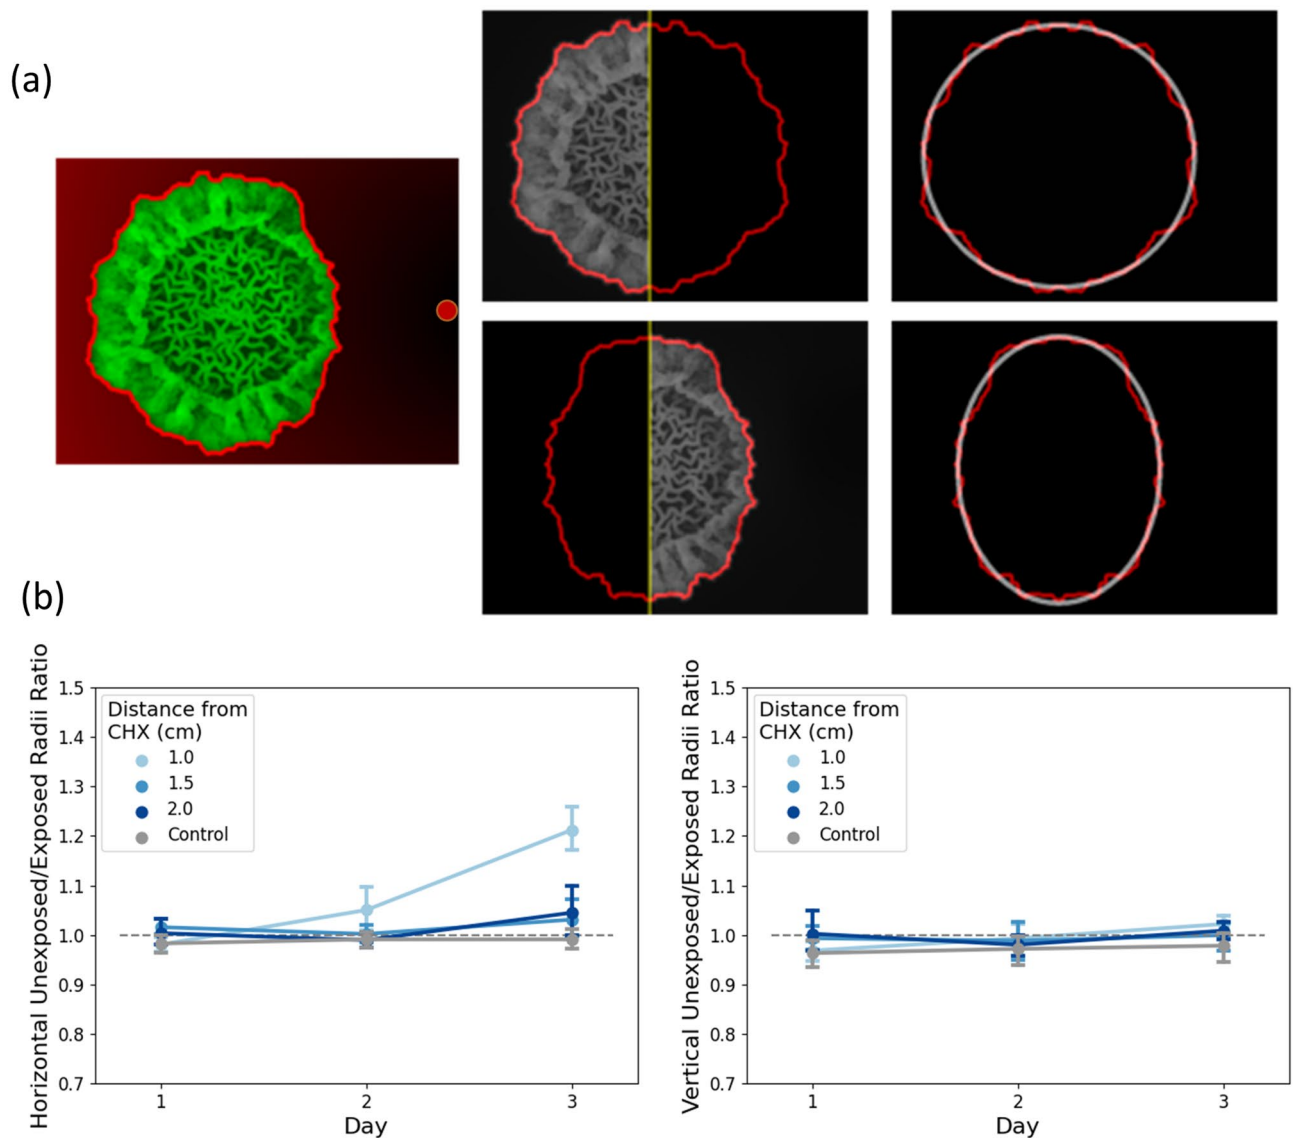 (a)
(b)
Horizontal Unexposed/Exposed Radii Ratio
1.5
1.4
1.3
1.2
1.1
1.0
0.9
0.8
0.7
Distance from
CHX (cm)
1.0
1.5
2.0
Control
1
2
3
Day
Vertical Unexposed/Exposed Radii Ratio
1.5
1.4
1.3
1.2
1.1
1.0
0.9
0.8
0.7
Distance from
CHX (cm)
1.0
1.5
2.0
Control
1
2
3
Day